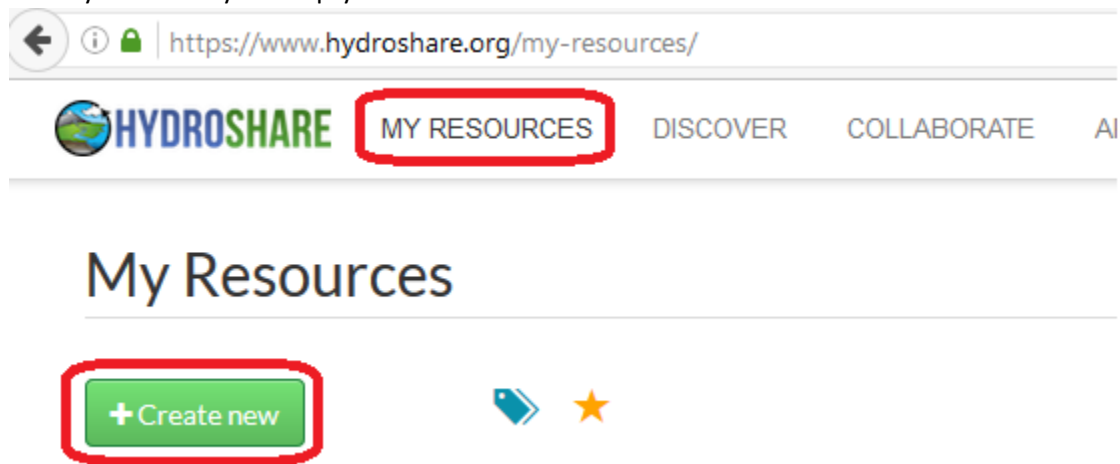 https://www.hydroshare.org/my-resources/
HYDROSHARE MY RESOURCES DISCOVER COLLABORATE
My Resources
+ Create new